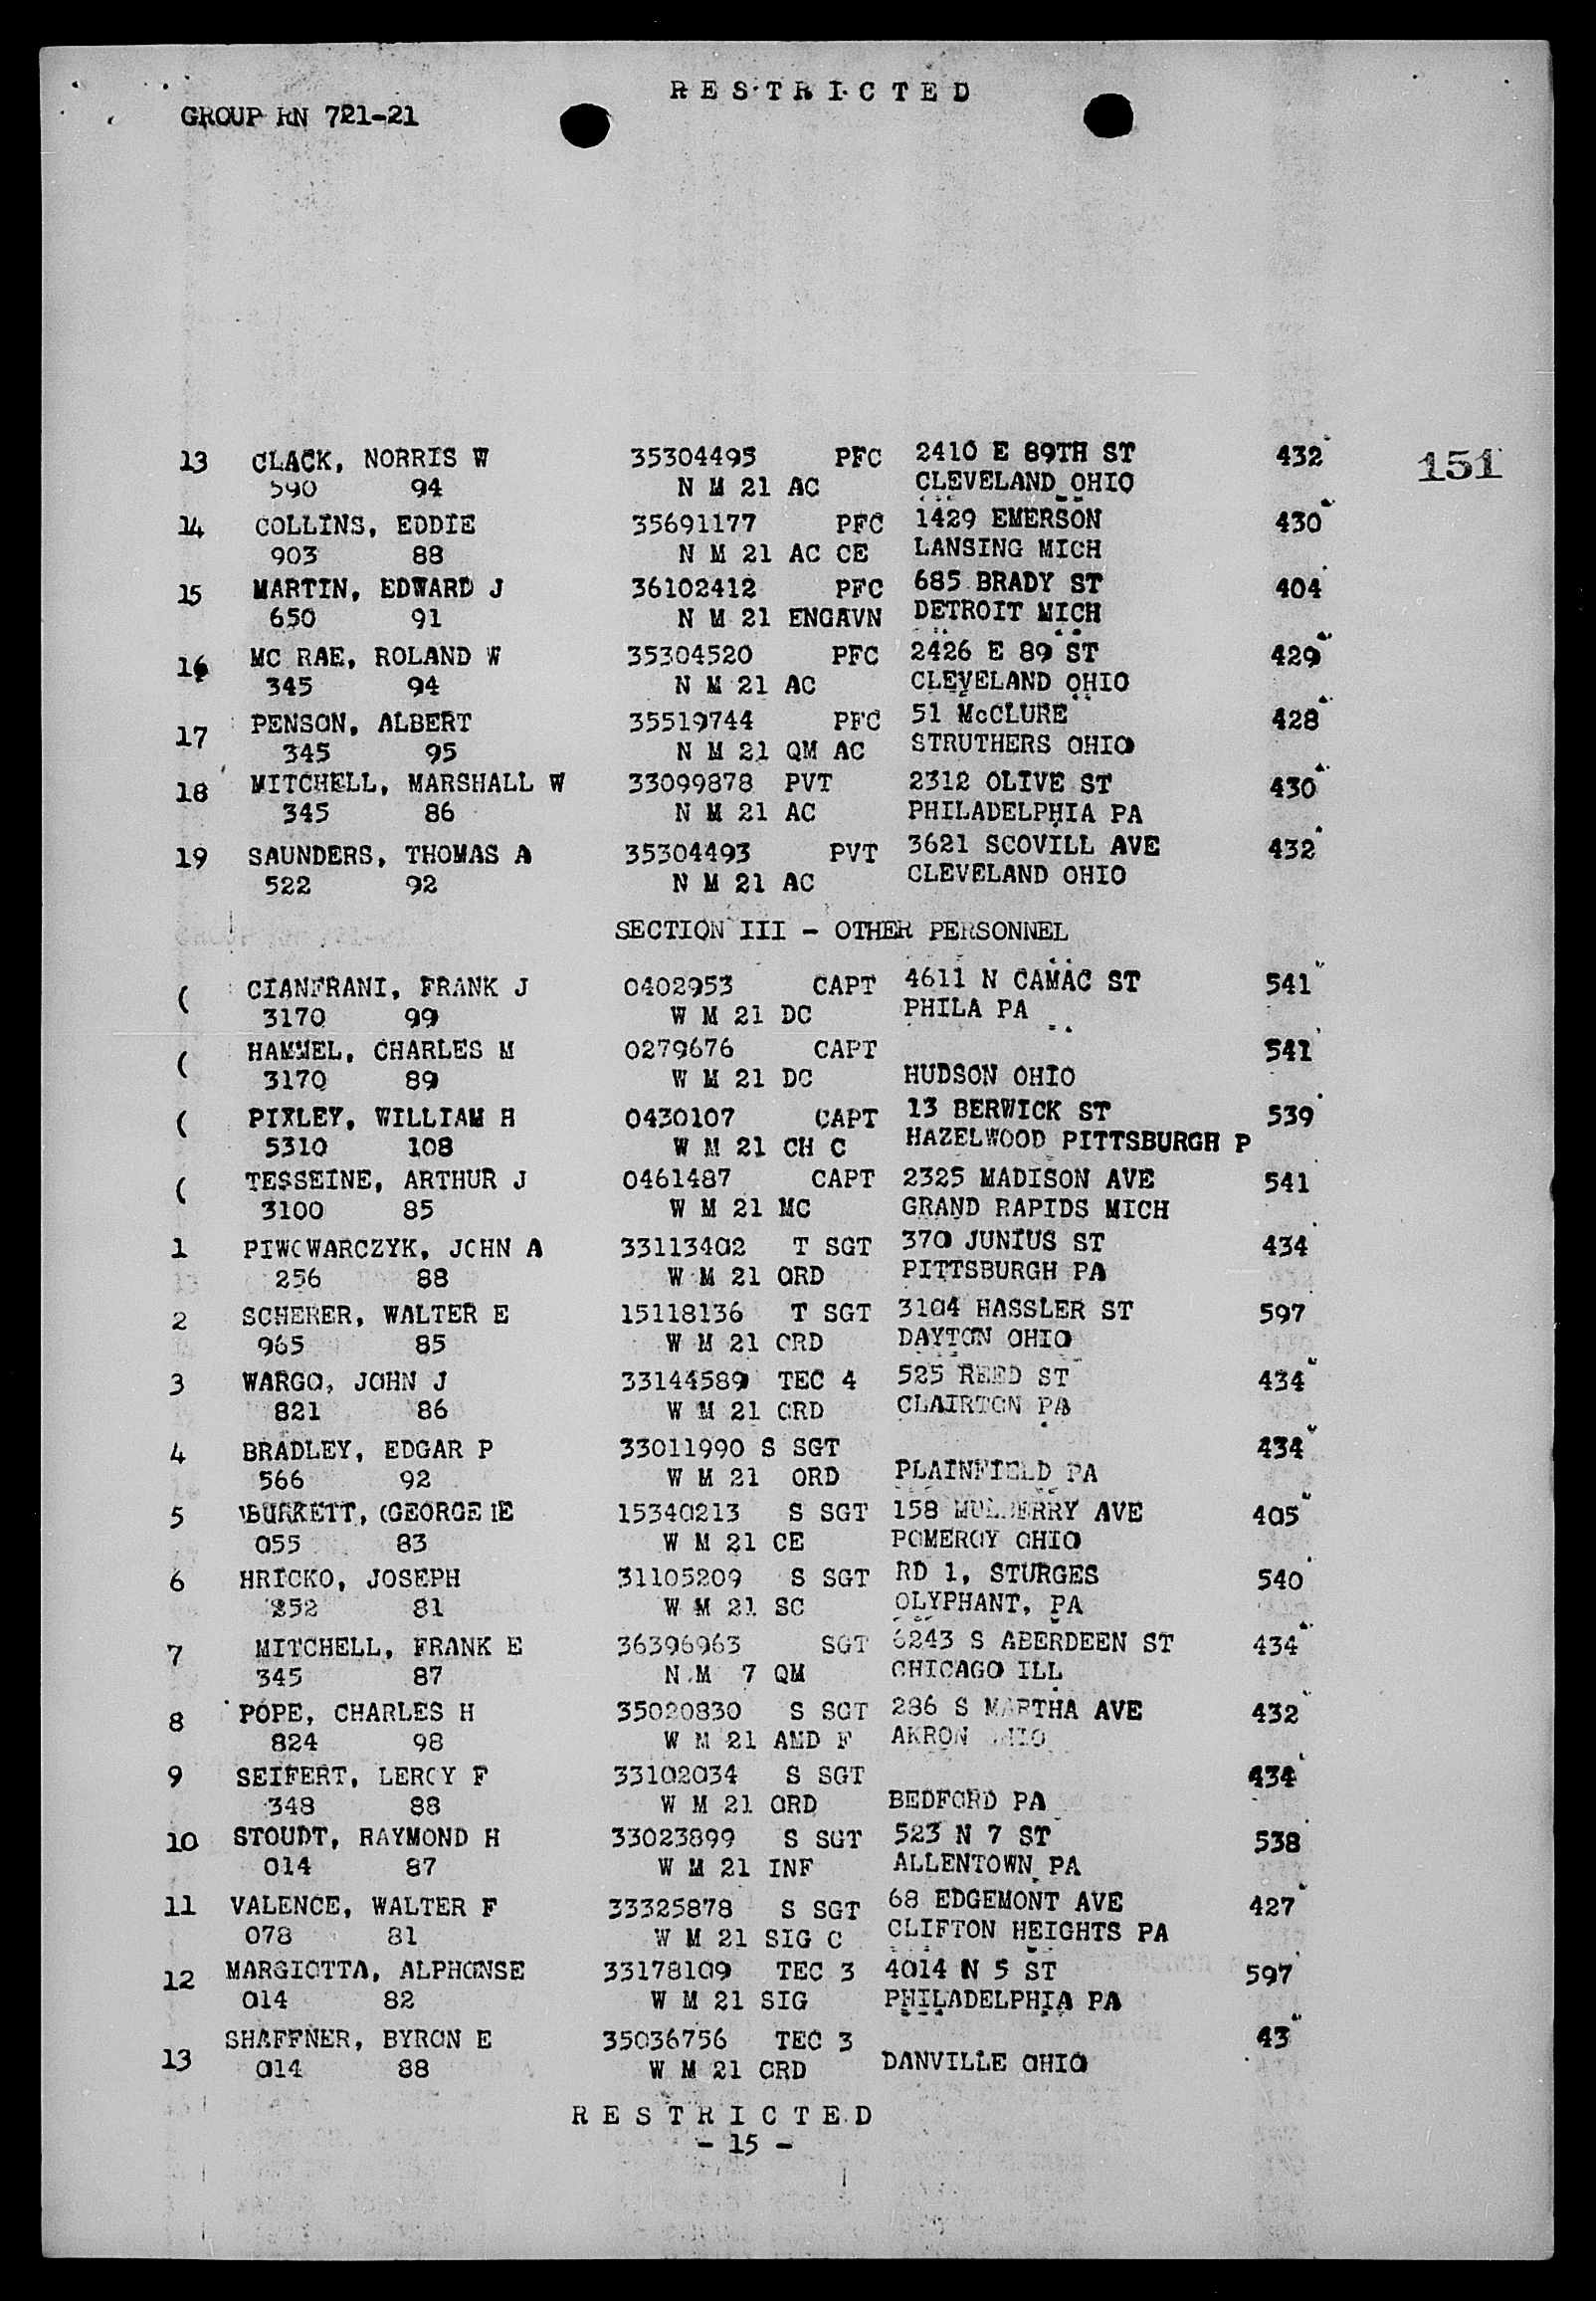 RESTRICTED
GROUP RN 721-21
13 CLACK, NORRIS W 35304495 PFC 2410 E 89TH ST 432
151
590 94 N M 21 AC CLEVELAND OHIO
14 COLLINS, EDDIE 35691177 PFC 1429 EMERSON 430
903 88 N M 21 AC CE LANSING MICH
15 MARTIN, EDWARD J 36102412 PFC 685 BRADY ST 404
650 91 N M 21 ENGAVN DETROIT MICH
16 MC RAE, ROLAND W 35304520 PFC 2426 E 89 ST 429
345 94 N M 21 AC CLEVELAND OHIO
17 PENSON, ALBERT 35519744 PFC 51 McCLURE 428
345 95 N M 21 QM AC STRUTHERS OHIO
18 MITCHELL, MARSHALL W 33099878 PVT 2312 OLIVE ST 430
345 86 N M 21 AC PHILADELPHIA PA
19 SAUNDERS, THOMAS A 35304493 PVT 3621 SCOVILL AVE 432
522 92 N M 21 AC CLEVELAND OHIO
SECTION III - OTHER PERSONNEL
( CIANFRANI, FRANK J 0402953 CAPT 4611 N CAMAC ST 541
3170 99 W M 21 DC PHILA PA
( HAMMEL, CHARLES M 0279676 CAPT 541
3170 89 W M 21 DC HUDSON OHIO
( PIXLEY, WILLIAM H 0430107 CAPT 13 BERWICK ST 539
5310 108 W M 21 CH C HAZELWOOD PITTSBURGH P
( TESSEINE, ARTHUR J 0461487 CAPT 2325 MADISON AVE 541
3100 85 W M 21 MC GRAND RAPIDS MICH
1 PIWOWARCZYK, JOHN A 33113402 T SGT 370 JUNIUS ST 434
256 88 W M 21 ORD PITTSBURGH PA
2 SCHERER, WALTER E 15118136 T SGT 3104 HASSLER ST 597
965 85 W M 21 ORD DAYTON OHIO
3 WARGO, JOHN J 33144589 TEC 4 525 REED ST 434
821 86 W M 21 ORD CLAIRTON PA
4 BRADLEY, EDGAR P 33011990 S SGT 434
566 92 W M 21 ORD PLAINFIELD PA
5 BURKETT, GEORGE E 15340213 S SGT 158 MULBERRY AVE 405
055 83 W M 21 CE POMEROY OHIO
6 HRICKO, JOSEPH 31105209 S SGT RD 1, STURGES 540
252 81 W M 21 SC OLYPHANT, PA
7 MITCHELL, FRANK E 36396963 SGT 6243 S ABERDEEN ST 434
345 87 N M 7 QM CHICAGO ILL
8 POPE, CHARLES H 35020830 S SGT 286 S MARTHA AVE 432
824 98 W M 21 AMD F AKRON OHIO
9 SEIFERT, LEROY F 33102034 S SGT 434
348 88 W M 21 ORD BEDFORD PA
10 STOUDT, RAYMOND H 33023899 S SGT 523 N 7 ST 538
014 87 W M 21 INF ALLENTOWN PA
11 VALENCE, WALTER F 33325878 S SGT 68 EDGEMONT AVE 427
078 81 W M 21 SIG C CLIFTON HEIGHTS PA
12 MARGIOTTA, ALPHONSE 33178109 TEC 3 4014 N 5 ST 597
014 82 W M 21 SIG PHILADELPHIA PA
13 SHAFFNER, BYRON E 35036756 TEC 3 43
014 88 W M 21 ORD DANVILLE OHIO
RESTRICTED
- 15 -